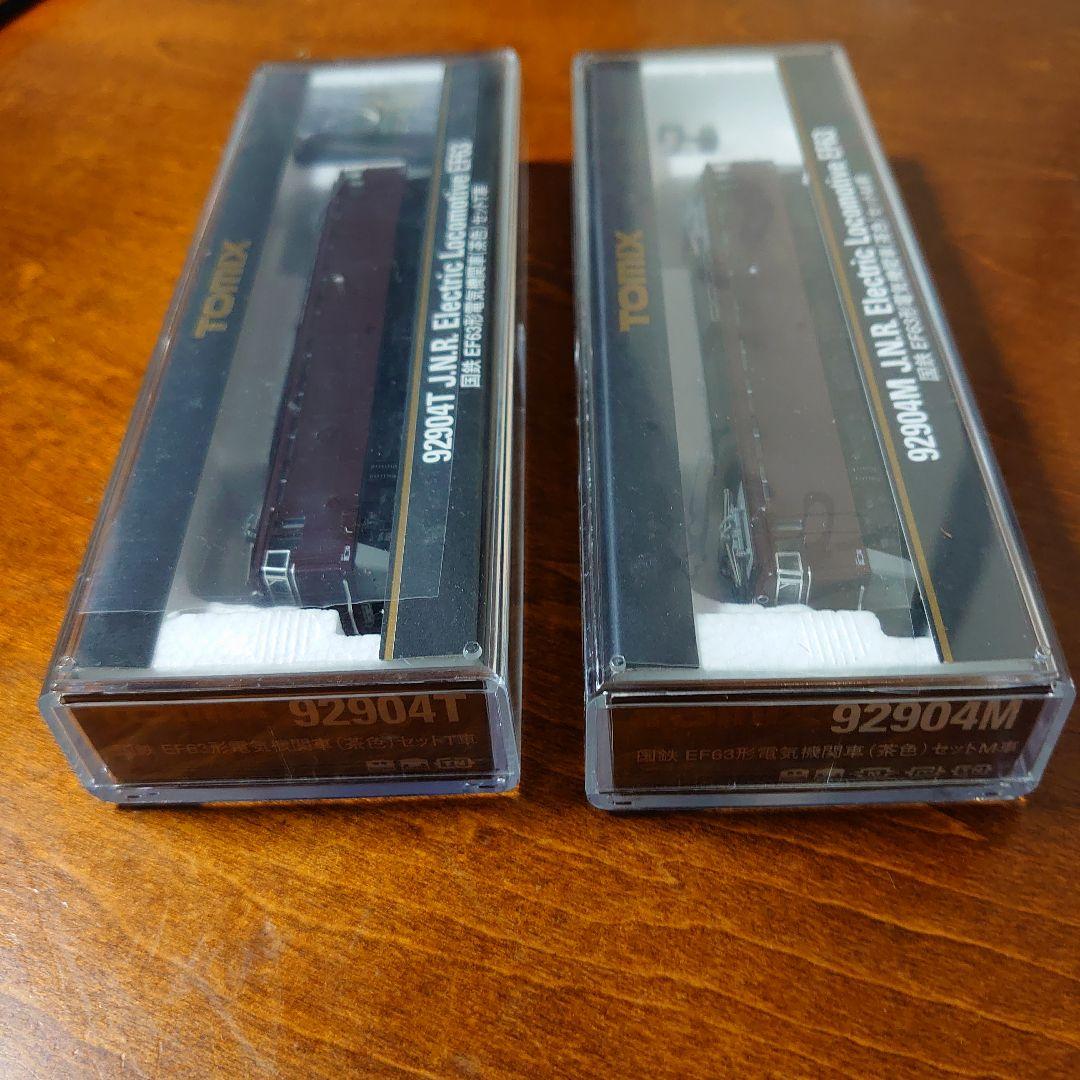 TOMIX
92904T J.N.R. Electric Locomotive EF63
国鉄 EF63形電気機関車(茶色)セットT車
92904T
国鉄 EF63形電気機関車(茶色)セットT車
TOMIX
92904M J.N.R. Electric Locomotive EF63
国鉄 EF63形電気機関車(茶色)セットM車
92904M
国鉄 EF63形電気機関車(茶色)セットM車